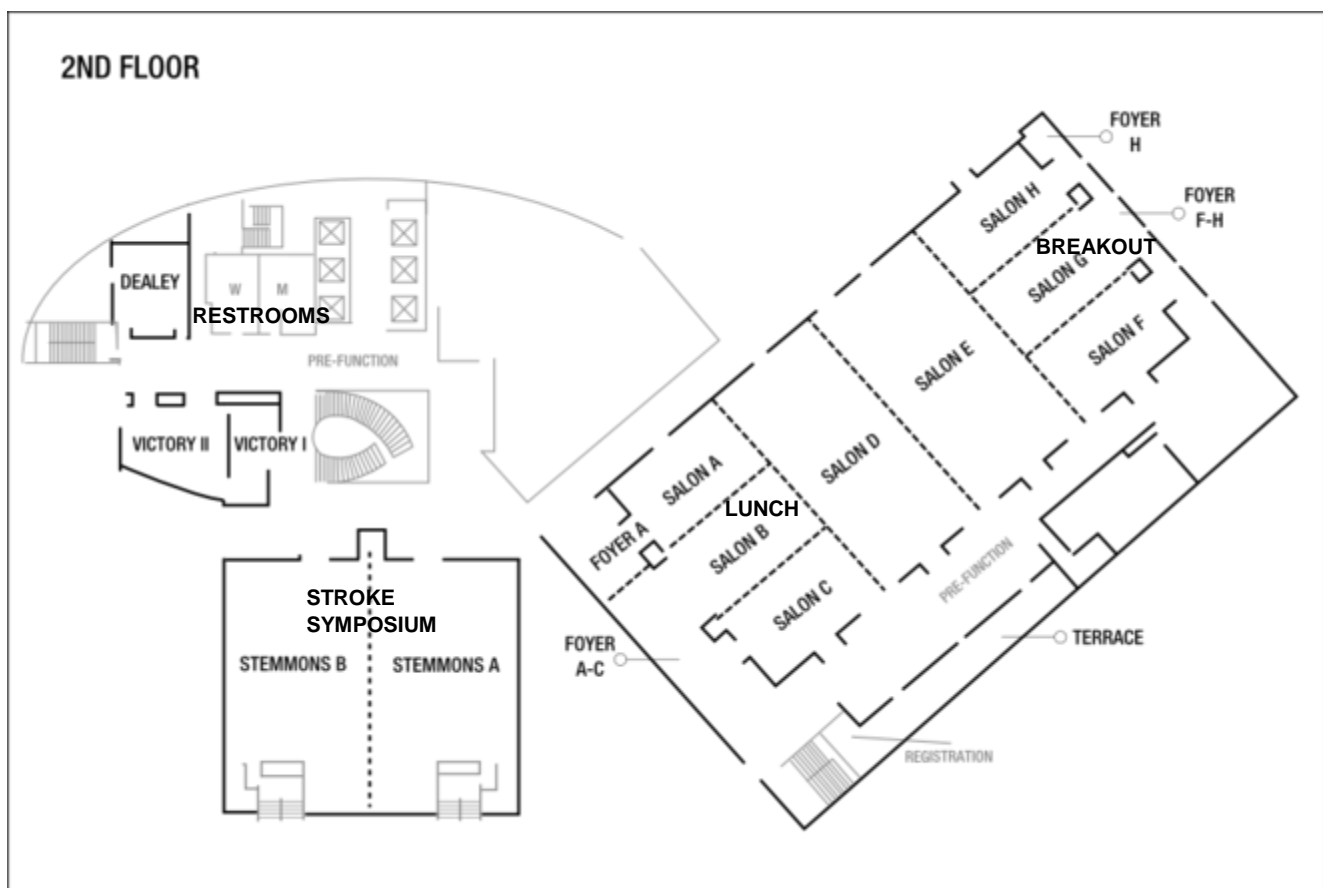 2ND FLOOR
FOYER
H
FOYER
F-H
SALON H
BREAKOUT
SALON G
SALON F
DEALEY
W
M
RESTROOMS
PRE-FUNCTION
SALON E
VICTORY II
VICTORY I
SALON A
SALON D
LUNCH
FOYER A
SALON B
STROKE
SYMPOSIUM
SALON C
PRE-FUNCTION
STEMMONS B
STEMMONS A
FOYER
A-C
TERRACE
REGISTRATION